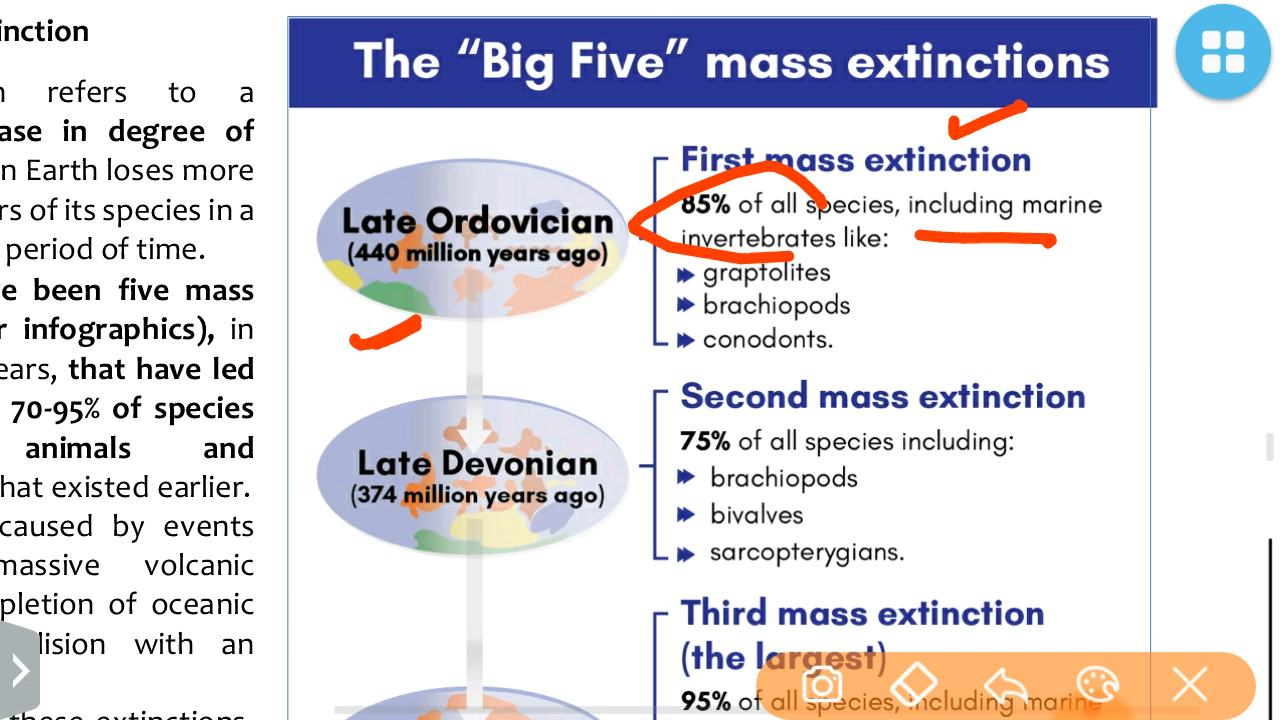 inction
The “Big Five” mass extinctions
refers to a
ase in degree of
n Earth loses more
rs of its species in a
period of time.
e been five mass
r infographics), in
ears, that have led
70-95% of species
animals and
hat existed earlier.
caused by events
massive volcanic
pletion of oceanic
lision with an
these extinctions,
Late Ordovician
(440 million years ago)
First mass extinction
85% of all species, including marine
invertebrates like:
graptolites
brachiopods
conodonts.
Late Devonian
(374 million years ago)
Second mass extinction
75% of all species including:
brachiopods
bivalves
sarcopterygians.
Third mass extinction
(the largest)
95% of all species, including marine